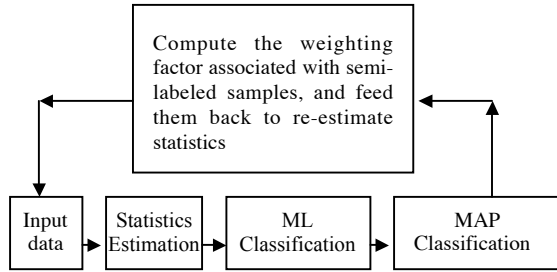 Compute the weighting
factor associated with semi-
labeled samples, and feed
them back to re-estimate
statistics
Input
data
Statistics
Estimation
ML
Classification
MAP
Classification